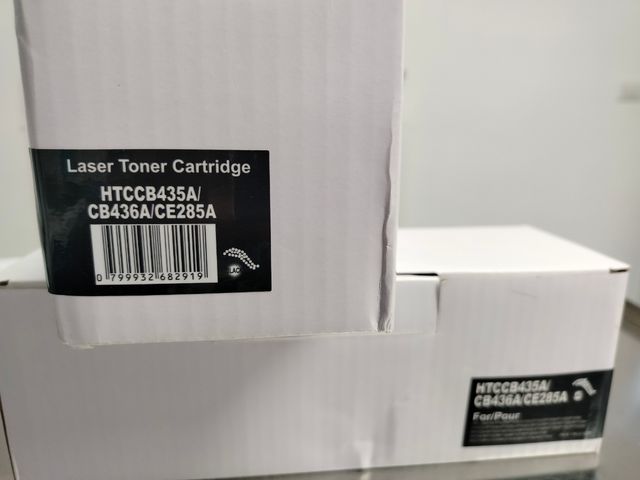 Laser Toner Cartridge
HTCCB435A/
CB436A/CE285A
0 799932 682919
HTCCB435A/
CB436A/CE285A
For/Pour